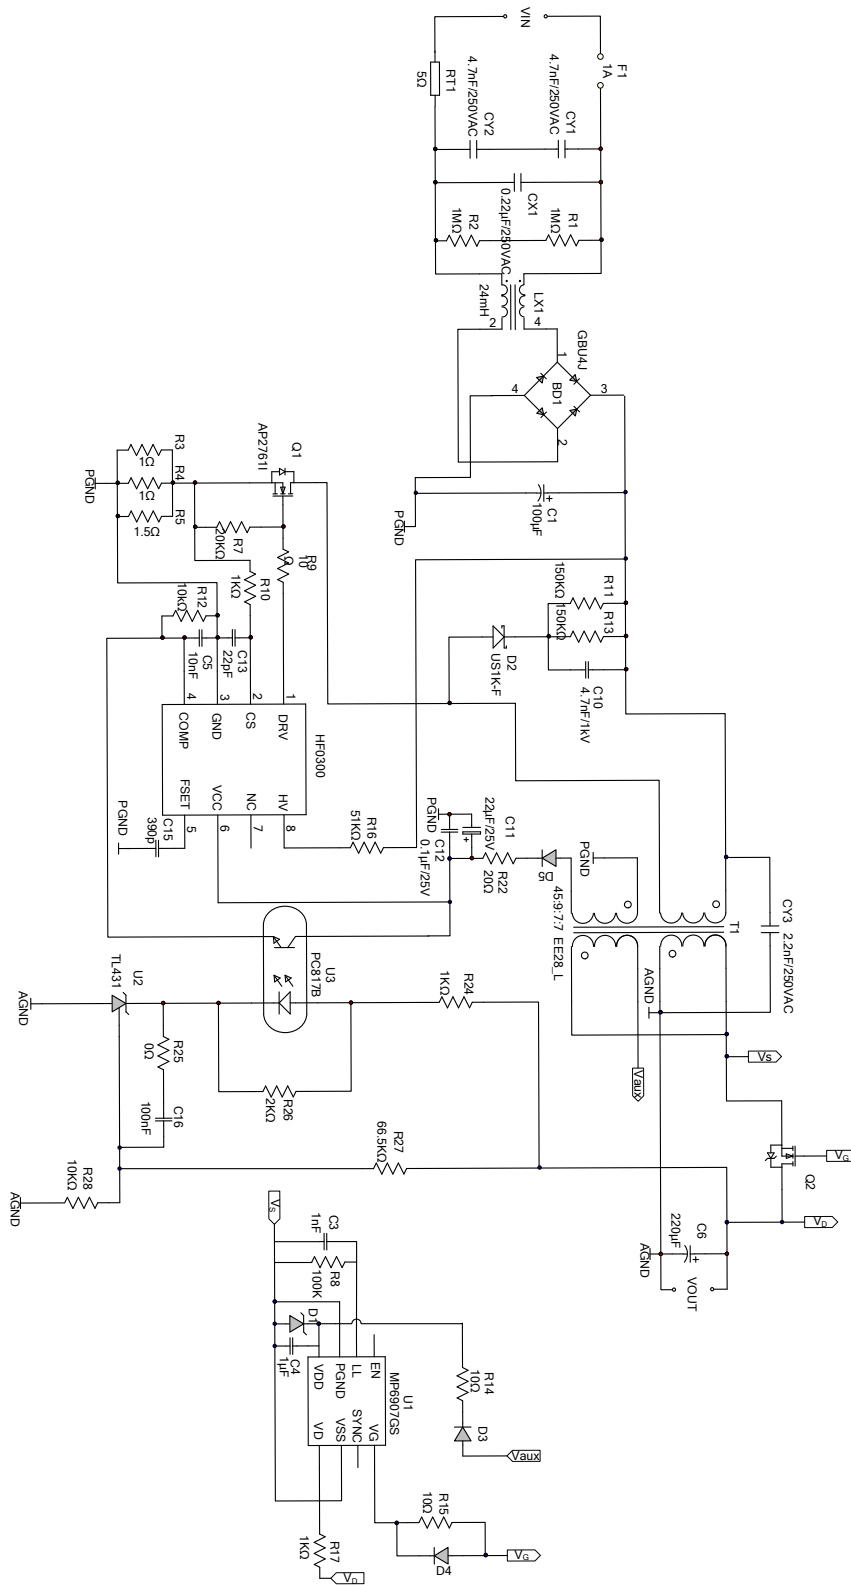 VIN
F1
1A
RT1
5Ω
CY1
4.7nF/250VAC
CY2
4.7nF/250VAC
CX1
0.22µF/250VAC
R1
1MΩ
R2
1MΩ
LX1
24mH
4
2
GBU4J
BD1
1
3
4
2
C1
100µF
PGND
Q1
AP2761I
R3
1Ω
R4
1Ω
R5
1.5Ω
PGND
R7
20KΩ
R9
10
Ω
R10
1KΩ
R12
10kΩ
C13
22pF
C5
10nF
R11
150KΩ
R13
150KΩ
C10
4.7nF/1kV
D2
US1K-F
HF0300
1
2
3
4
DRV
CS
GND
COMP
HV
NC
VCC
FSET
8
7
6
5
R16
51KΩ
C15
390p
PGND
C11
22µF/25V
C12
0.1µF/25V
PGND
R22
20Ω
D5
PGND
45:9:7:7 EE28_L
T1
CY3 2.2nF/250VAC
AGND
Vs
Vaux
U3
PC817B
U2
TL431
AGND
R24
1KΩ
R25
0Ω
C16
100nF
R26
2KΩ
R27
66.5KΩ
R28
10KΩ
AGND
Q2
VG
VD
C6
220µF
AGND
VOUT
Vs
C3
1nF
R8
100K
D1
C4
1µF
U1
MP6907GS
EN
LL
PGND
VDD
VG
SYNC
VSS
VD
R14
10Ω
D3
Vaux
R15
10Ω
D4
VG
R17
1KΩ
VD